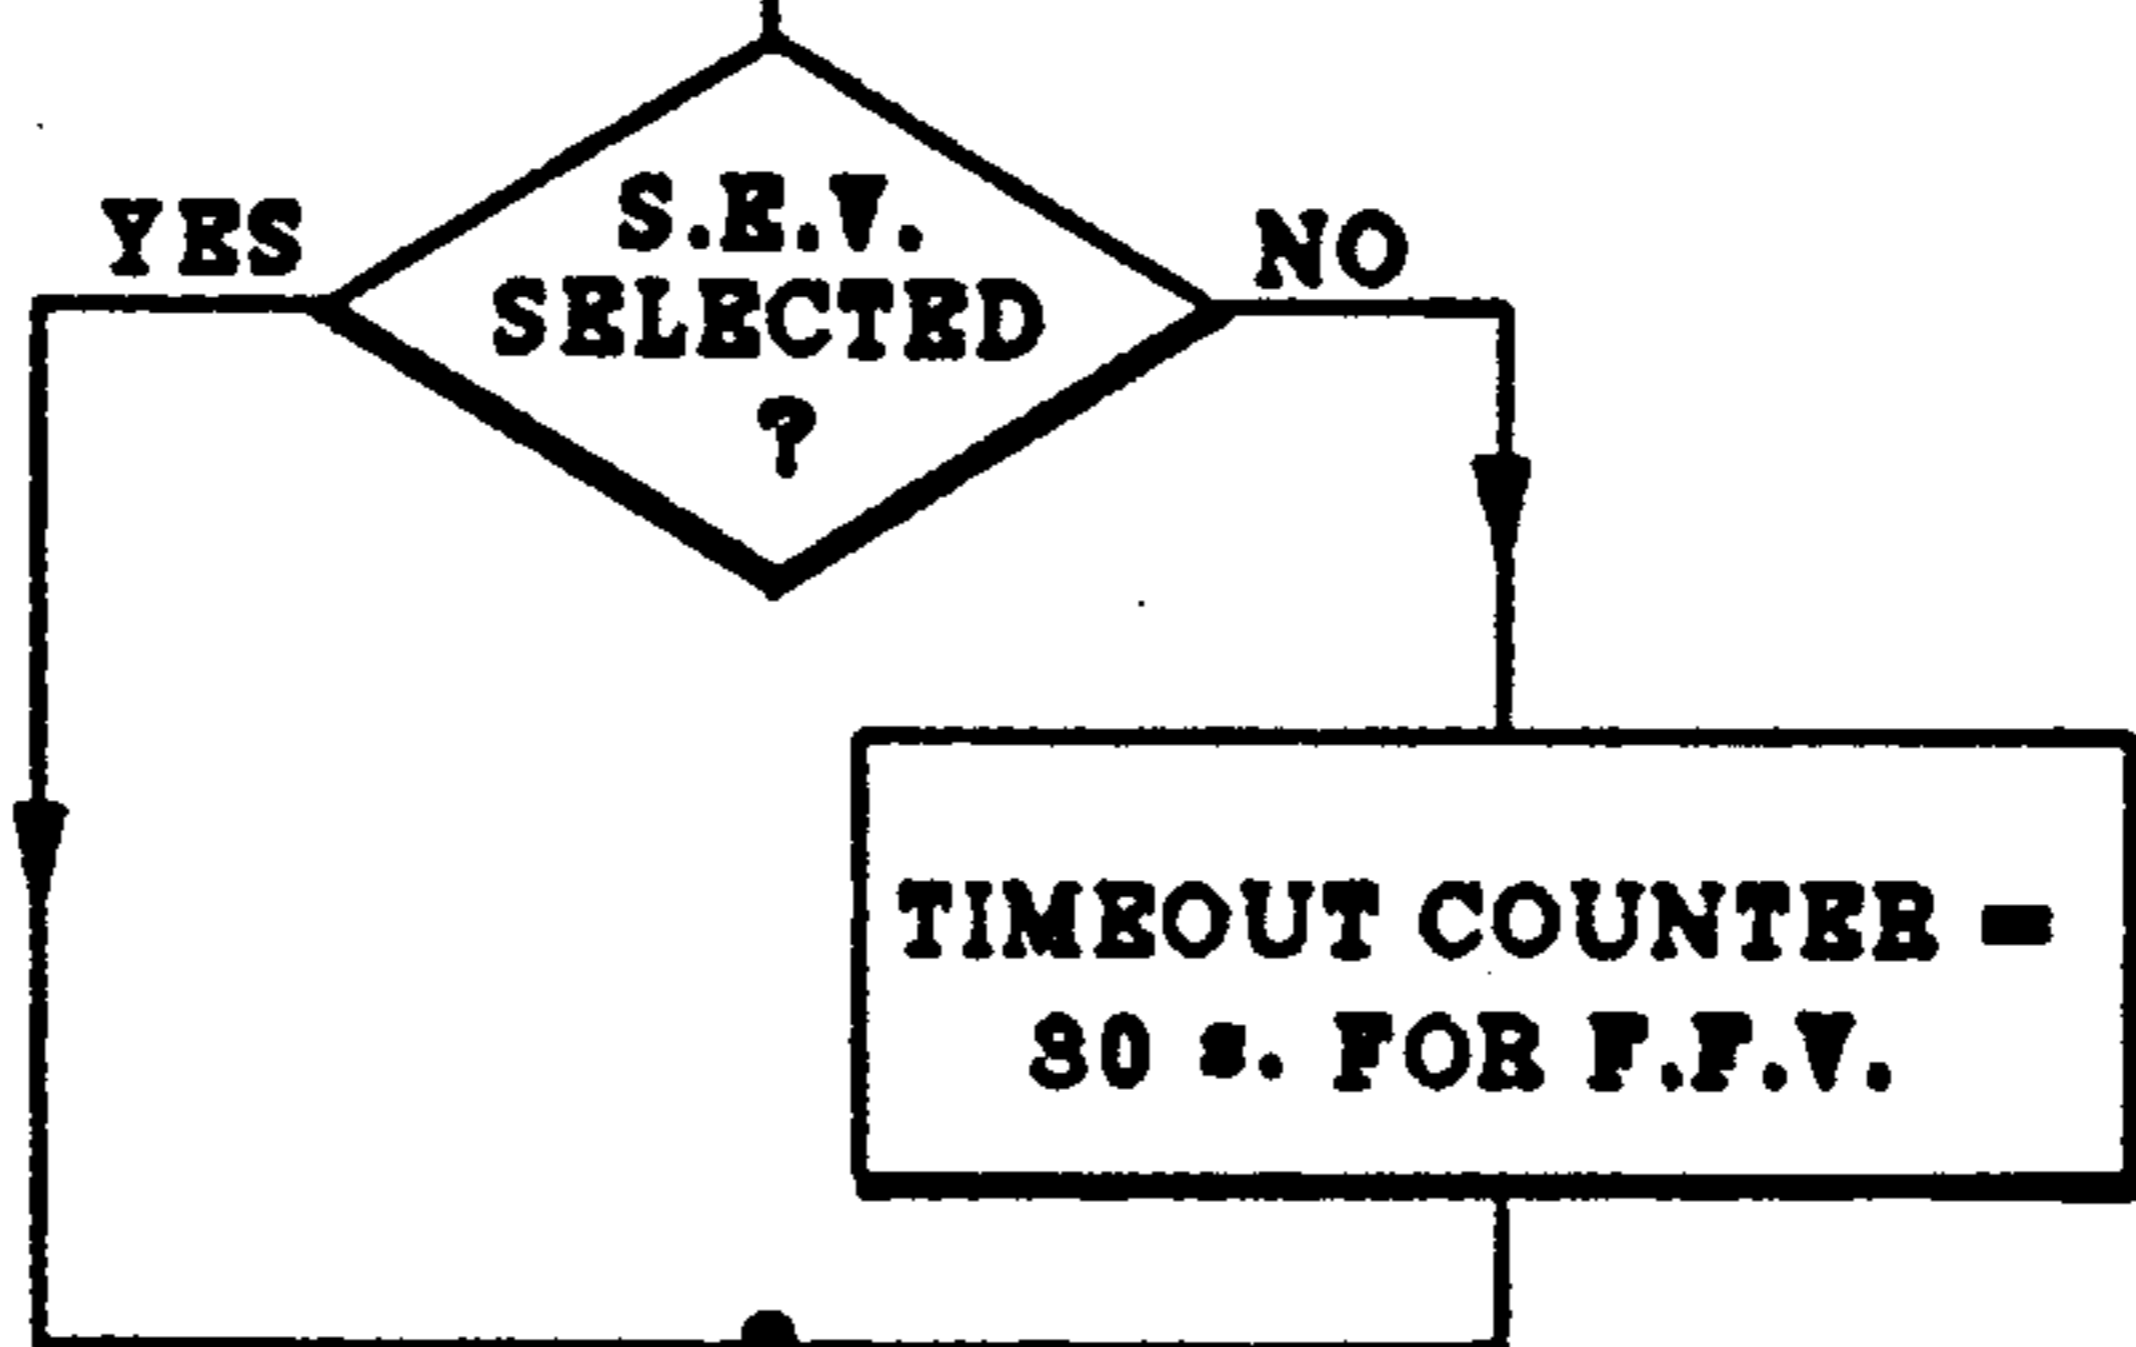 S.E.V.
SELECTED
?
YES
NO
TIMEOUT COUNTER =
30 s. FOR F.F.V.